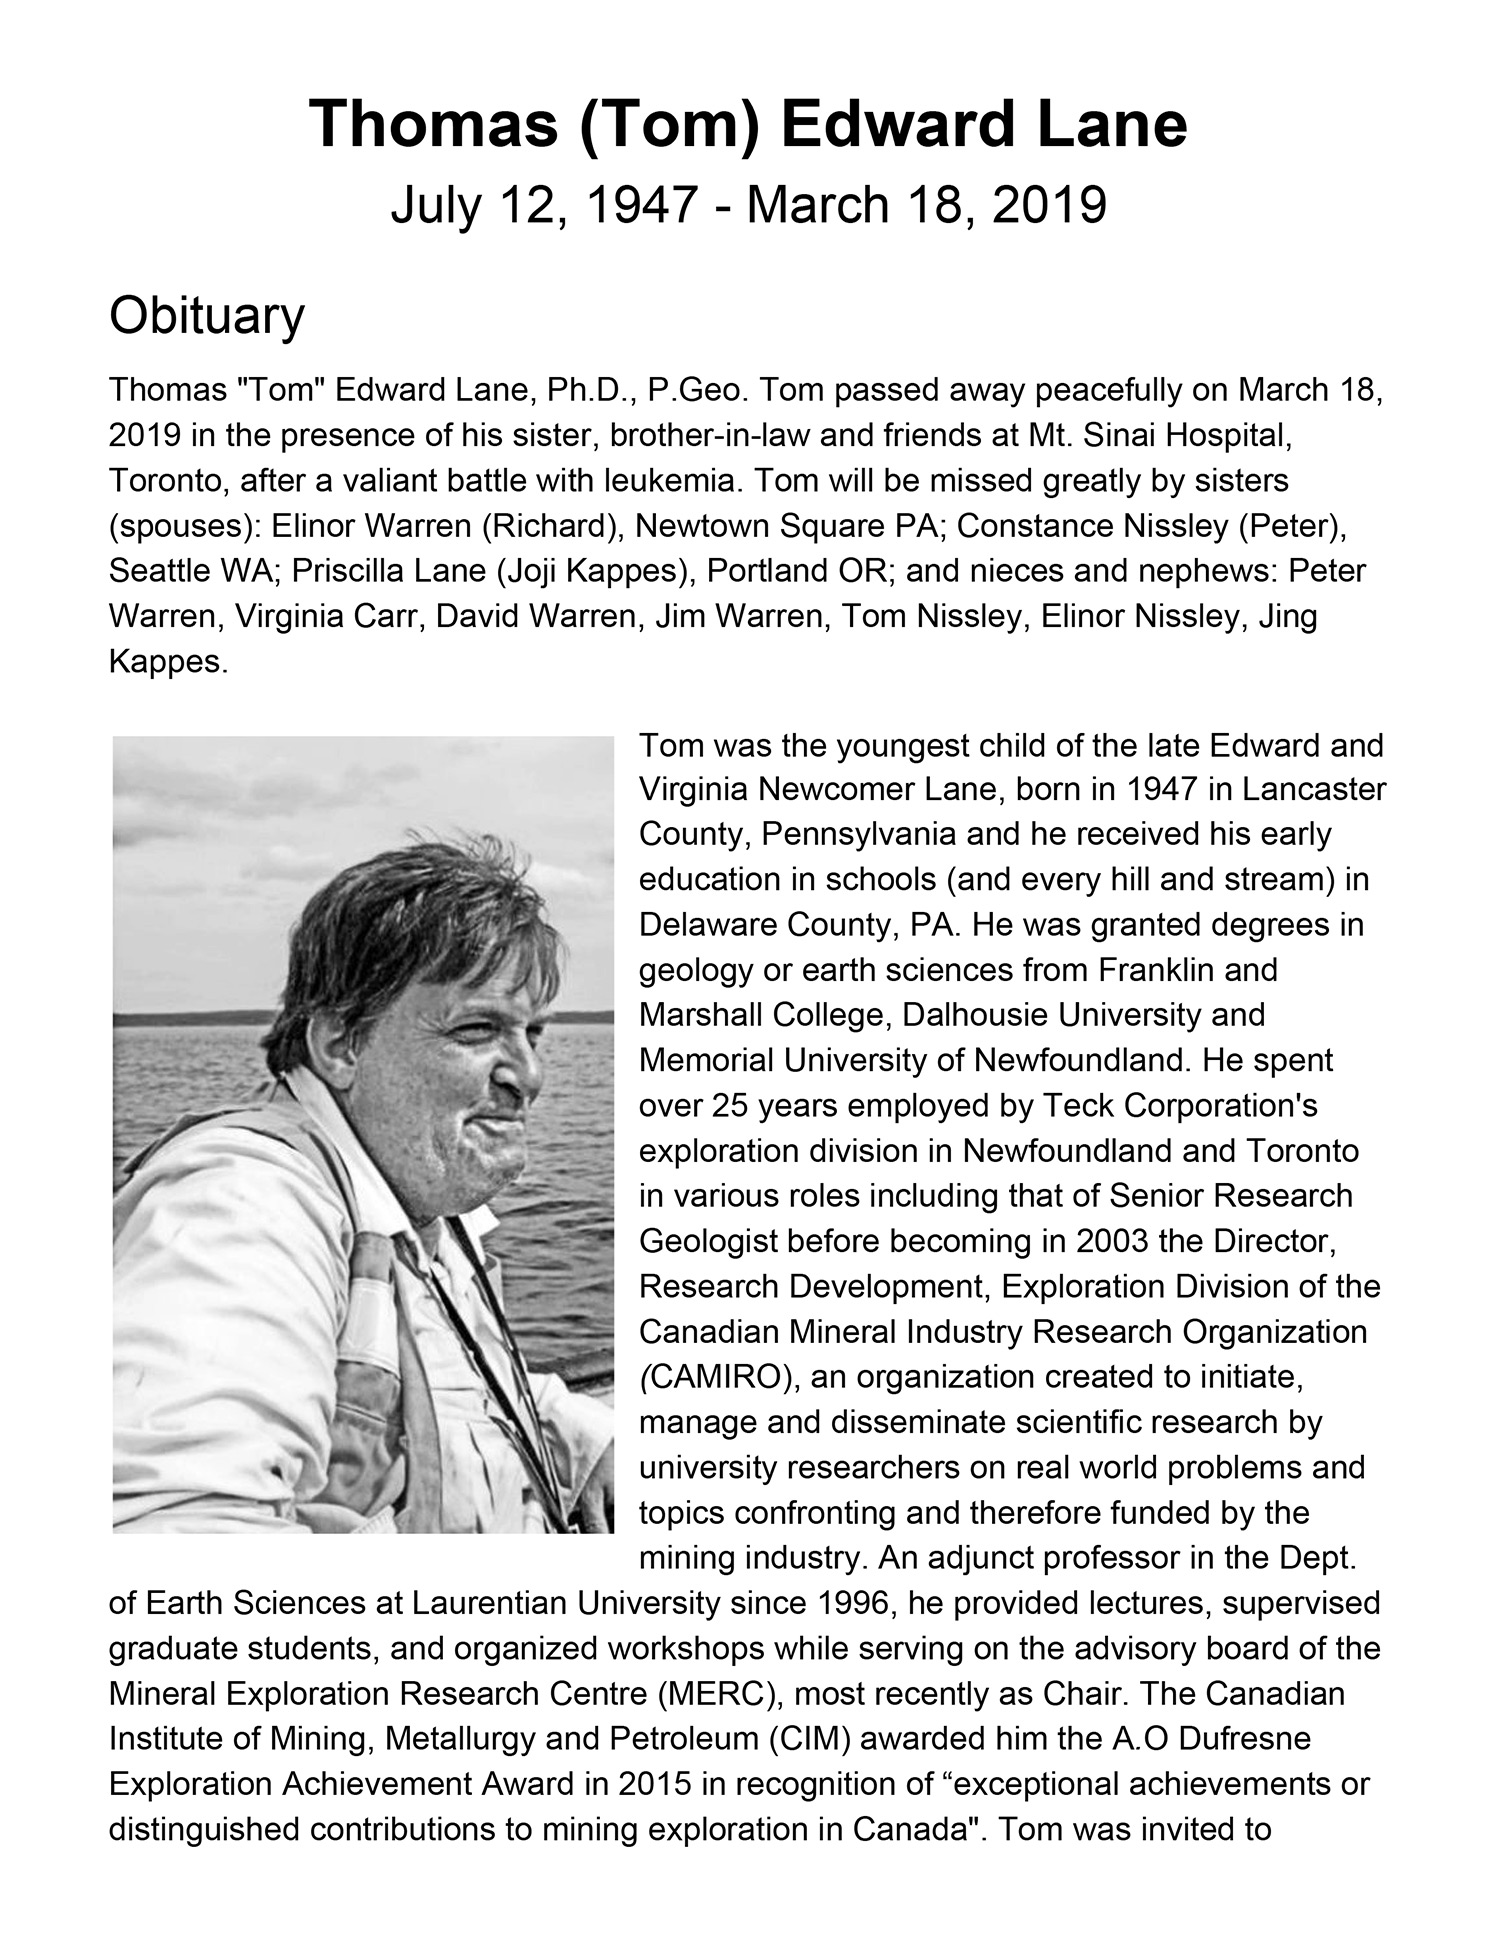 Thomas (Tom) Edward Lane
July 12, 1947 - March 18, 2019
Obituary
Thomas "Tom" Edward Lane, Ph.D., P.Geo. Tom passed away peacefully on March 18,
2019 in the presence of his sister, brother-in-law and friends at Mt. Sinai Hospital,
Toronto, after a valiant battle with leukemia. Tom will be missed greatly by sisters
(spouses): Elinor Warren (Richard), Newtown Square PA; Constance Nissley (Peter),
Seattle WA; Priscilla Lane (Joji Kappes), Portland OR; and nieces and nephews: Peter
Warren, Virginia Carr, David Warren, Jim Warren, Tom Nissley, Elinor Nissley, Jing
Kappes.
Tom was the youngest child of the late Edward and
Virginia Newcomer Lane, born in 1947 in Lancaster
County, Pennsylvania and he received his early
education in schools (and every hill and stream) in
Delaware County, PA. He was granted degrees in
geology or earth sciences from Franklin and
Marshall College, Dalhousie University and
Memorial University of Newfoundland. He spent
over 25 years employed by Teck Corporation's
exploration division in Newfoundland and Toronto
in various roles including that of Senior Research
Geologist before becoming in 2003 the Director,
Research Development, Exploration Division of the
Canadian Mineral Industry Research Organization
(CAMIRO), an organization created to initiate,
manage and disseminate scientific research by
university researchers on real world problems and
topics confronting and therefore funded by the
mining industry. An adjunct professor in the Dept.
of Earth Sciences at Laurentian University since 1996, he provided lectures, supervised
graduate students, and organized workshops while serving on the advisory board of the
Mineral Exploration Research Centre (MERC), most recently as Chair. The Canadian
Institute of Mining, Metallurgy and Petroleum (CIM) awarded him the A.O Dufresne
Exploration Achievement Award in 2015 in recognition of “exceptional achievements or
distinguished contributions to mining exploration in Canada". Tom was invited to